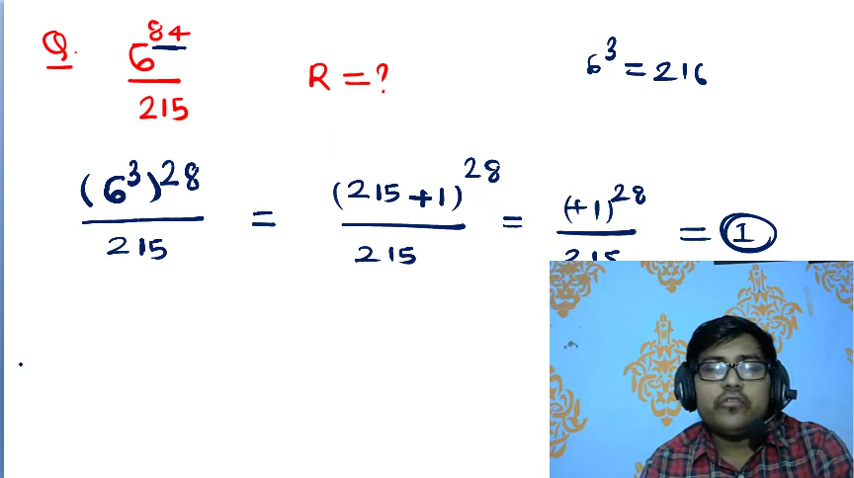 Q. 6^84 / 215 R = ? 6^3 = 216
(6^3)^28 / 215 = (215 + 1)^28 / 215 = (+1)^28 / 215 = 1